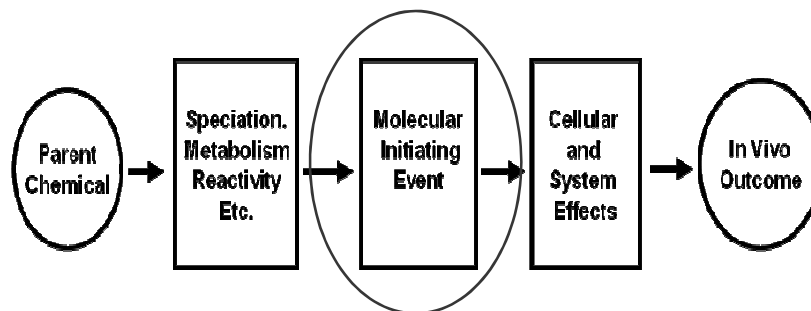 Parent
Chemical
Speciation.
Metabolism
Reactivity
Etc.
Molecular
Initiating
Event
Cellular
and
System
Effects
In Vivo
Outcome